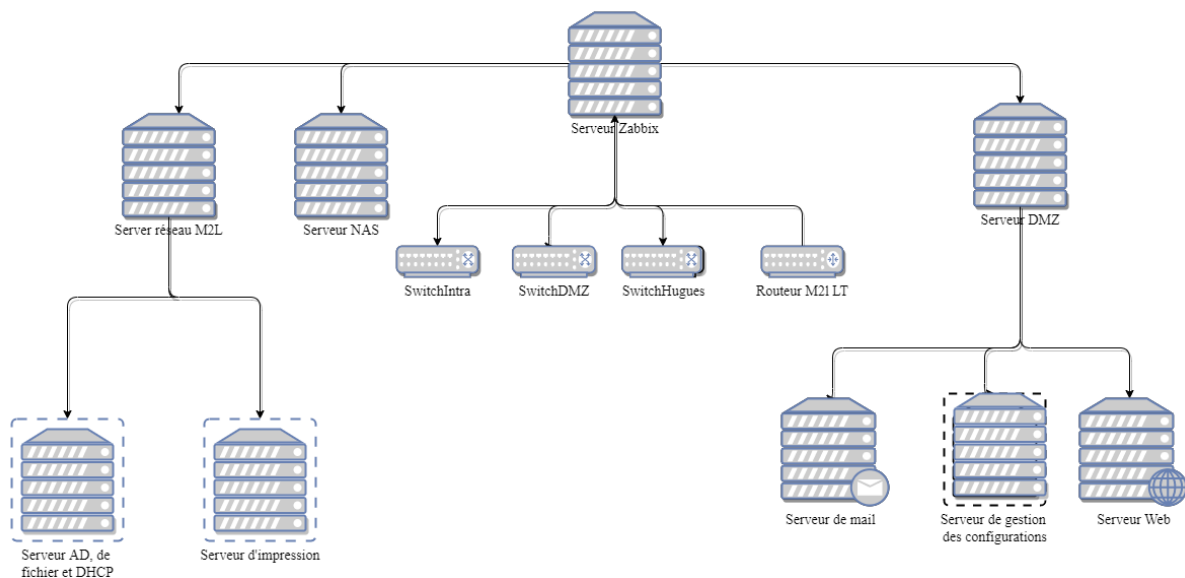 Serveur Zabbix
Server réseau M2L
Serveur NAS
Serveur DMZ
SwitchIntra
SwitchDMZ
SwitchHugues
Routeur M2l LT
Serveur de mail
Serveur de gestion
des configurations
Serveur Web
Serveur AD, de
fichier et DHCP
Serveur d'impression